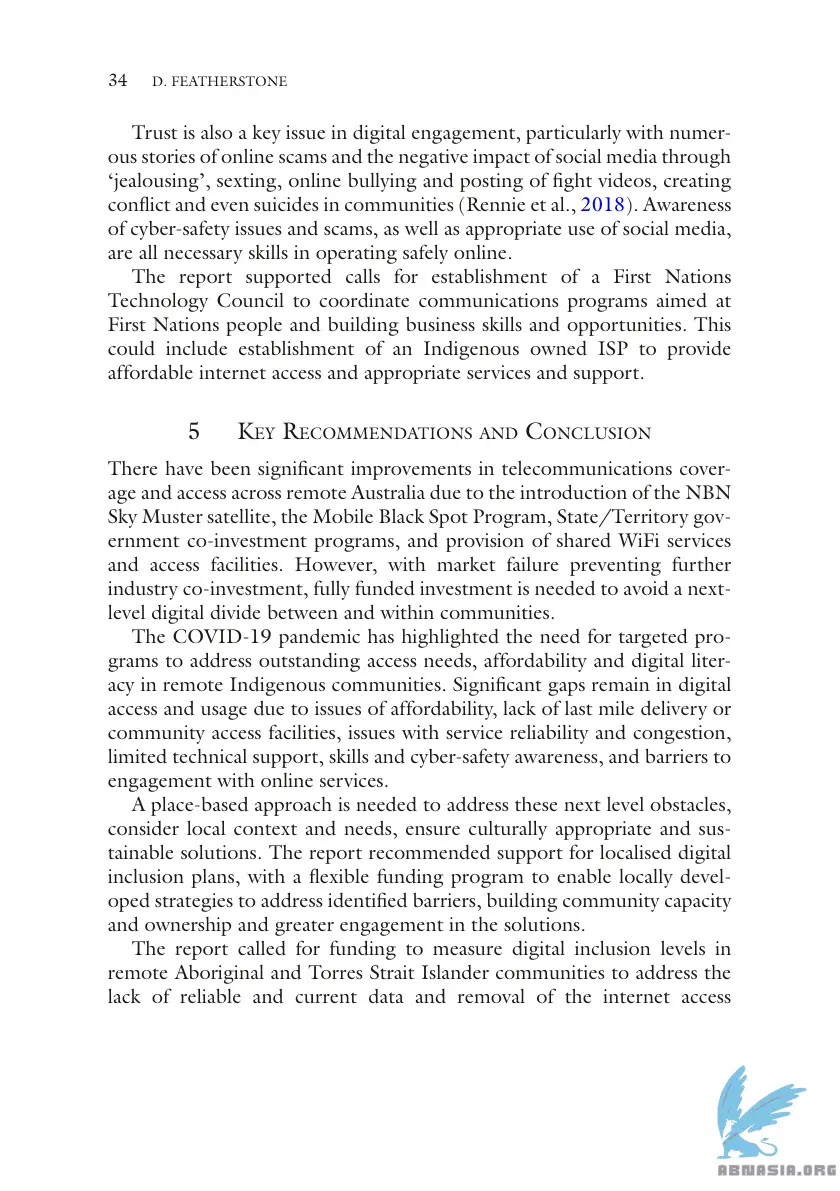 34 D. FEATHERSTONE
Trust is also a key issue in digital engagement, particularly with numer-
ous stories of online scams and the negative impact of social media through
‘jealousing’, sexting, online bullying and posting of fight videos, creating
conflict and even suicides in communities (Rennie et al., 2018). Awareness
of cyber-safety issues and scams, as well as appropriate use of social media,
are all necessary skills in operating safely online.
The report supported calls for establishment of a First Nations
Technology Council to coordinate communications programs aimed at
First Nations people and building business skills and opportunities. This
could include establishment of an Indigenous owned ISP to provide
affordable internet access and appropriate services and support.
5 Key Recommendations and Conclusion
There have been significant improvements in telecommunications cover-
age and access across remote Australia due to the introduction of the NBN
Sky Muster satellite, the Mobile Black Spot Program, State/Territory gov-
ernment co-investment programs, and provision of shared WiFi services
and access facilities. However, with market failure preventing further
industry co-investment, fully funded investment is needed to avoid a next-
level digital divide between and within communities.
The COVID-19 pandemic has highlighted the need for targeted pro-
grams to address outstanding access needs, affordability and digital liter-
acy in remote Indigenous communities. Significant gaps remain in digital
access and usage due to issues of affordability, lack of last mile delivery or
community access facilities, issues with service reliability and congestion,
limited technical support, skills and cyber-safety awareness, and barriers to
engagement with online services.
A place-based approach is needed to address these next level obstacles,
consider local context and needs, ensure culturally appropriate and sus-
tainable solutions. The report recommended support for localised digital
inclusion plans, with a flexible funding program to enable locally devel-
oped strategies to address identified barriers, building community capacity
and ownership and greater engagement in the solutions.
The report called for funding to measure digital inclusion levels in
remote Aboriginal and Torres Strait Islander communities to address the
lack of reliable and current data and removal of the internet access
ABNASIA.ORG